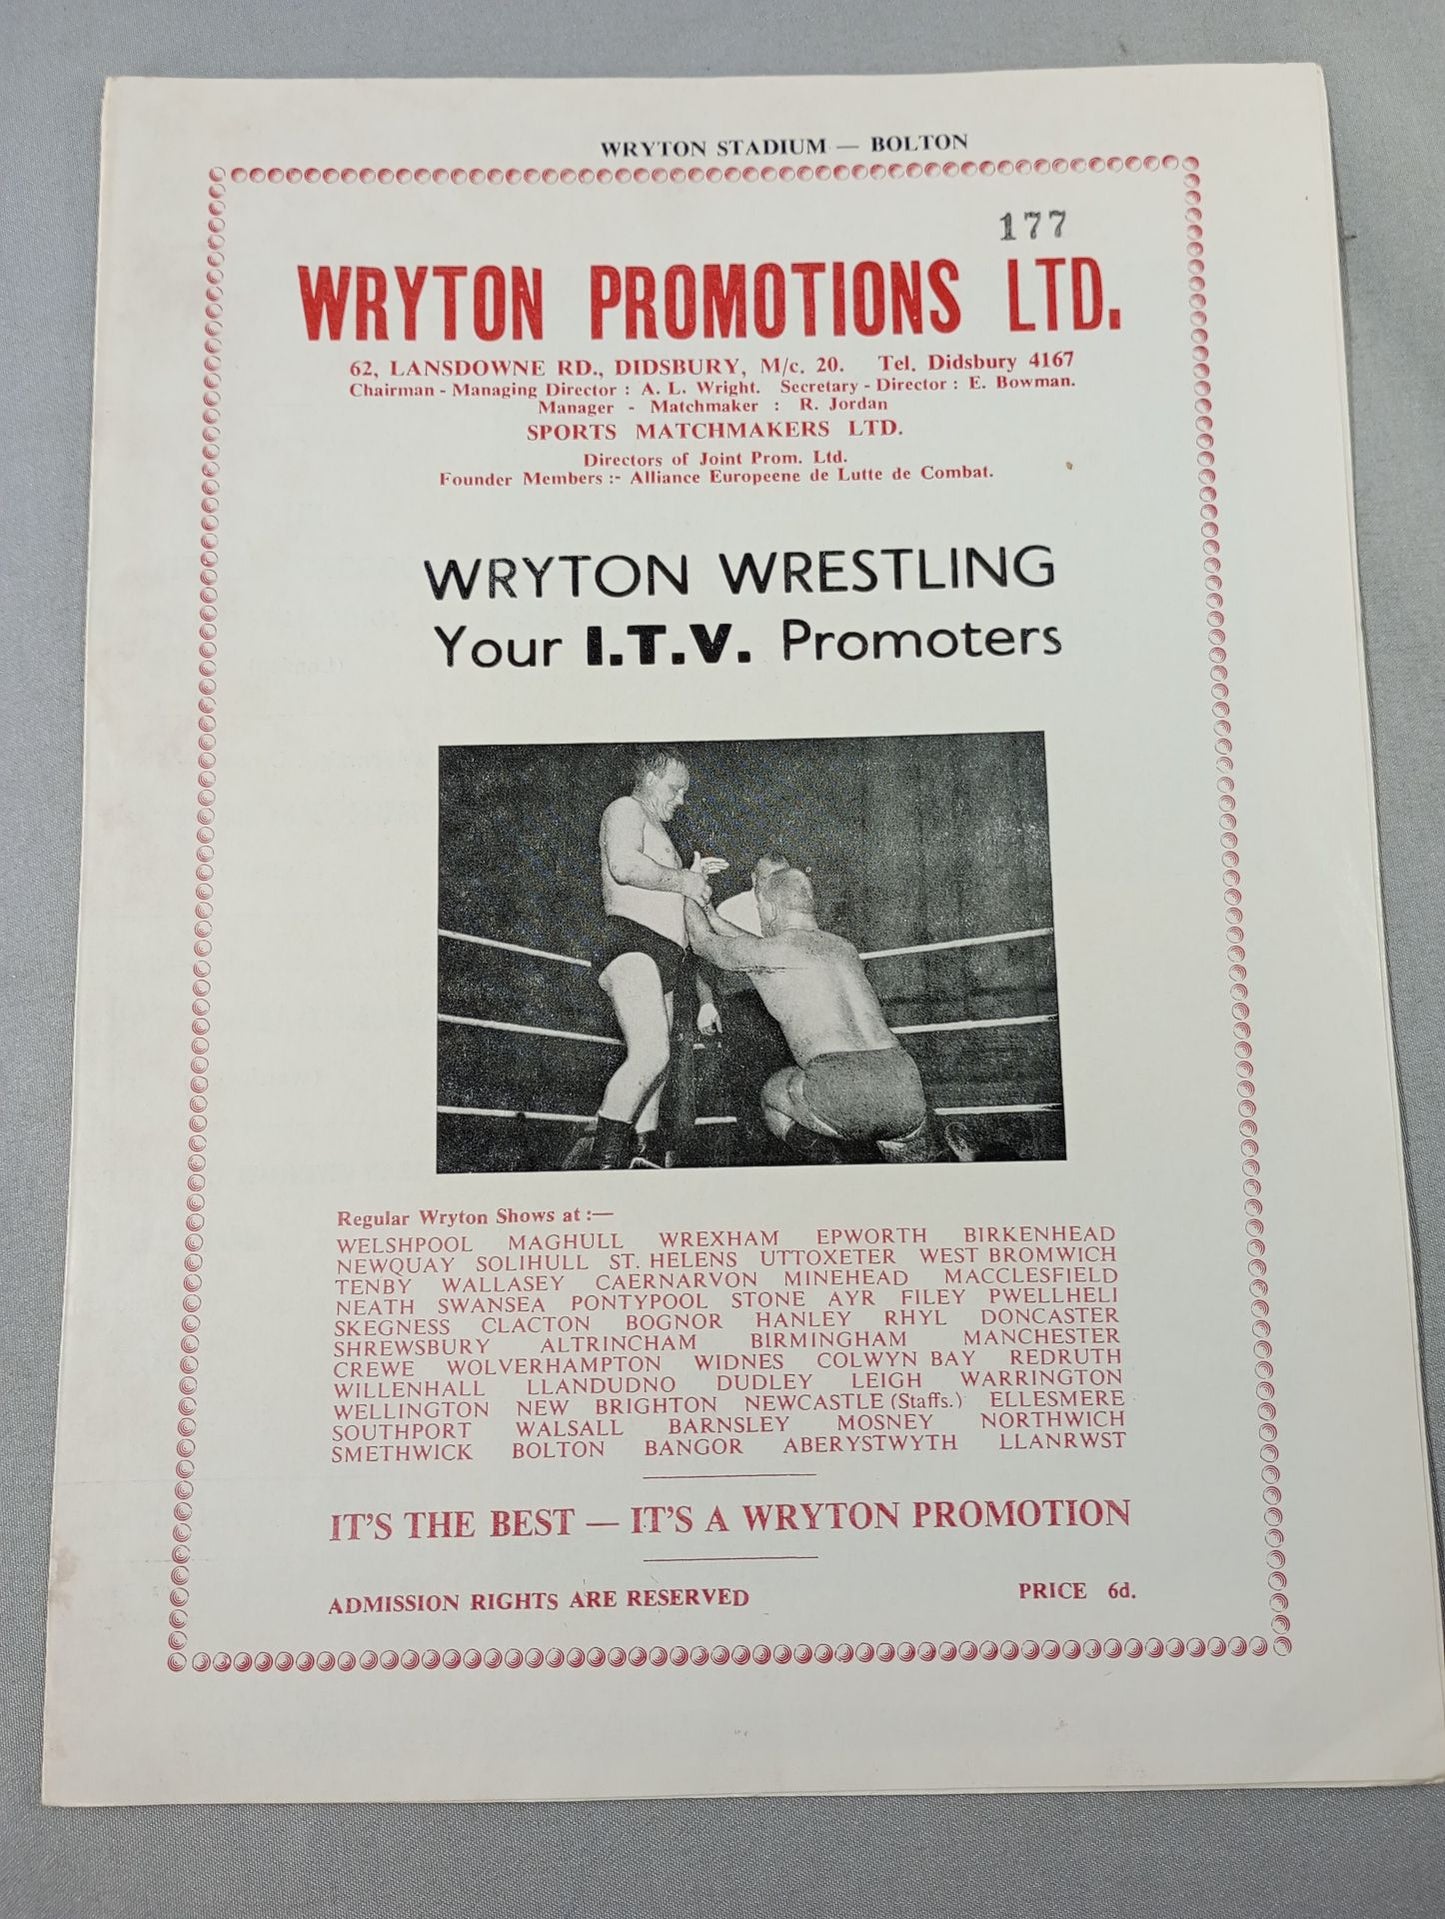 WRYTON STADIUM — BOLTON
177
WRYTON PROMOTIONS LTD.
62, LANSDOWNE RD., DIDSBURY, M/c. 20. Tel. Didsbury 4167
Chairman - Managing Director : A. L. Wright. Secretary - Director : E. Bowman.
Manager - Matchmaker : R. Jordan
SPORTS MATCHMAKERS LTD.
Directors of Joint Prom. Ltd.
Founder Members :- Alliance Europeene de Lutte de Combat.
WRYTON WRESTLING
Your I.T.V. Promoters
Regular Wryton Shows at :—
WELSHPOOL MAGHULL WREXHAM EPWORTH BIRKENHEAD
NEWQUAY SOLIHULL ST. HELENS UTTOXETER WEST BROMWICH
TENBY WALLASEY CAERNARVON MINEHEAD MACCLESFIELD
NEATH SWANSEA PONTYPOOL STONE AYR FILEY PWELLHELI
SKEGNESS CLACTON BOGNOR HANLEY RHYL DONCASTER
SHREWSBURY ALTRINCHAM BIRMINGHAM MANCHESTER
CREWE WOLVERHAMPTON WIDNES COLWYN BAY REDRUTH
WILLENHALL LLANDUDNO DUDLEY LEIGH WARRINGTON
WELLINGTON NEW BRIGHTON NEWCASTLE (Staffs.) ELLESMERE
SOUTHPORT WALSALL BARNSLEY MOSNEY NORTHWICH
SMETHWICK BOLTON BANGOR ABERYSTWYTH LLANRWST
IT'S THE BEST — IT'S A WRYTON PROMOTION
ADMISSION RIGHTS ARE RESERVED PRICE 6d.